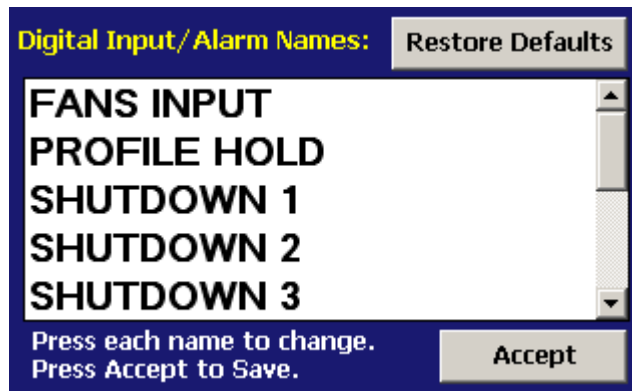 Digital Input/Alarm Names:
Restore Defaults
FANS INPUT
PROFILE HOLD
SHUTDOWN 1
SHUTDOWN 2
SHUTDOWN 3
Press each name to change.
Press Accept to Save.
Accept